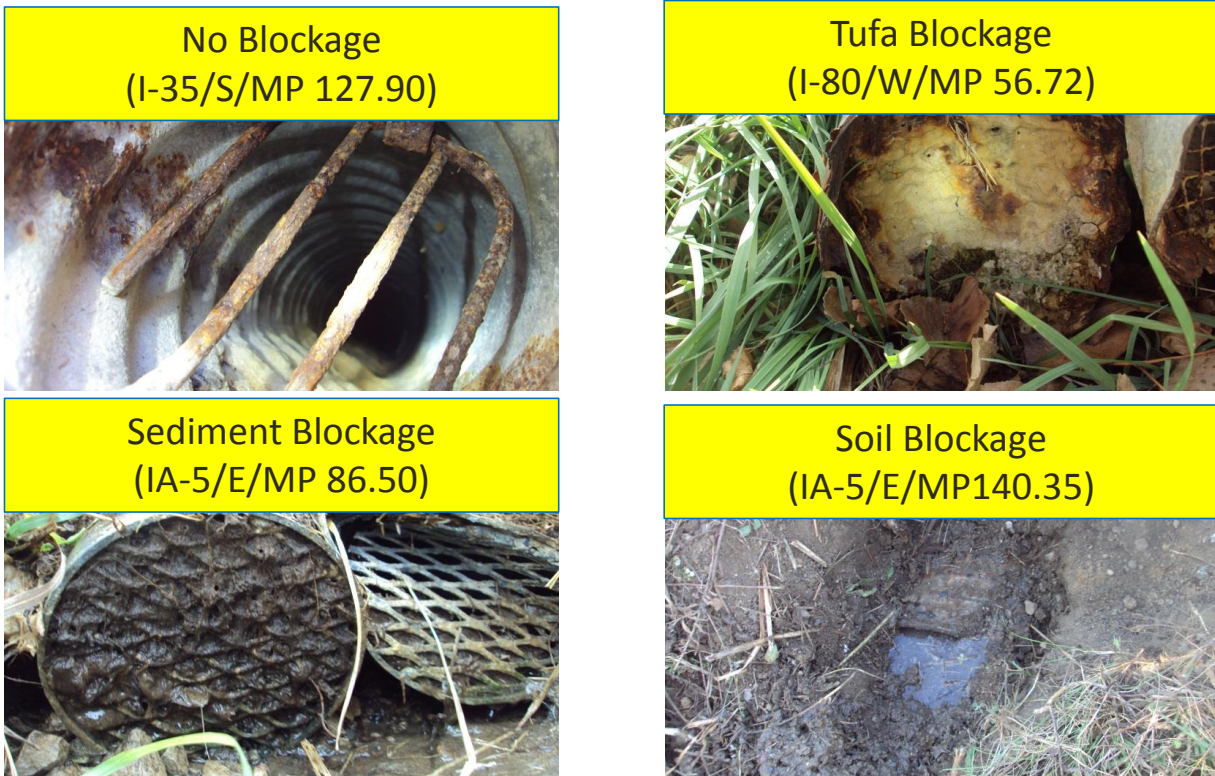 No Blockage
(I-35/S/MP 127.90)
Tufa Blockage
(I-80/W/MP 56.72)
Sediment Blockage
(IA-5/E/MP 86.50)
Soil Blockage
(IA-5/E/MP140.35)